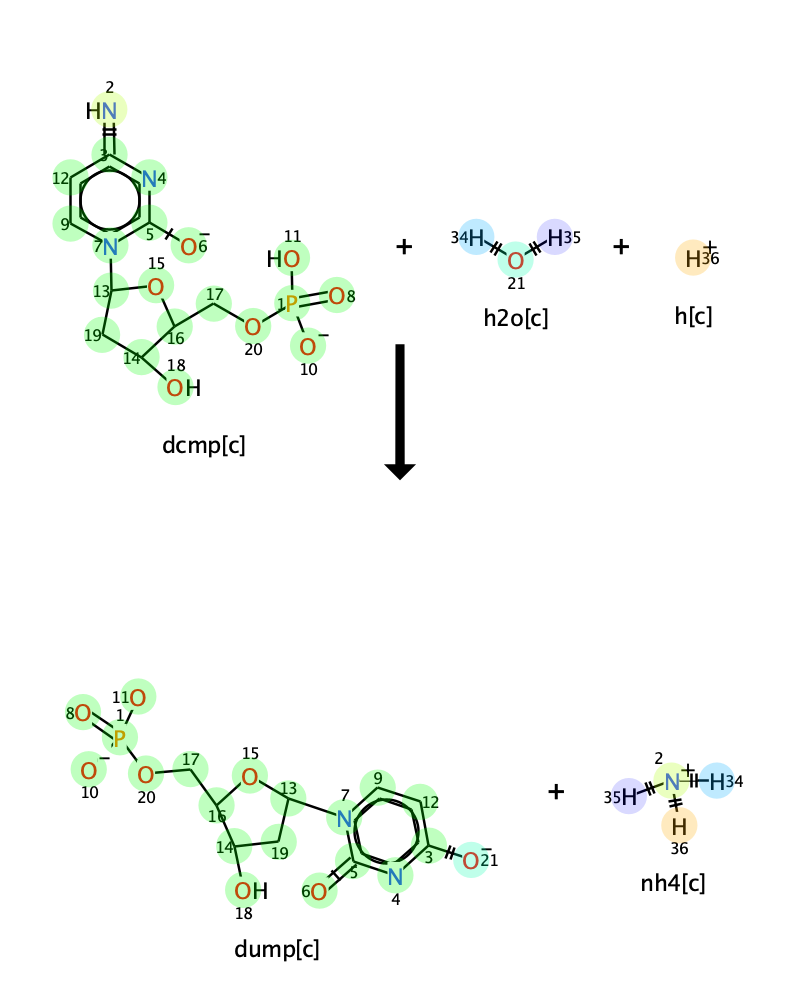 2
HN
3
12
N4
9
5
7N
O6−
11
HO
15
13
O
17
1P
O8
19
16
O
O−
14
18
20
10
OH
dcmp[c]
+
34H
H35
O
21
h2o[c]
+
H36+
h[c]
11O
8O
1
P
O−
10
O
20
17
15
O
16
13
14
19
OH
18
7
N
9
12
3
O21−
5
6O
N
4
dump[c]
+
2
N+
35H
H34
H
36
nh4[c]